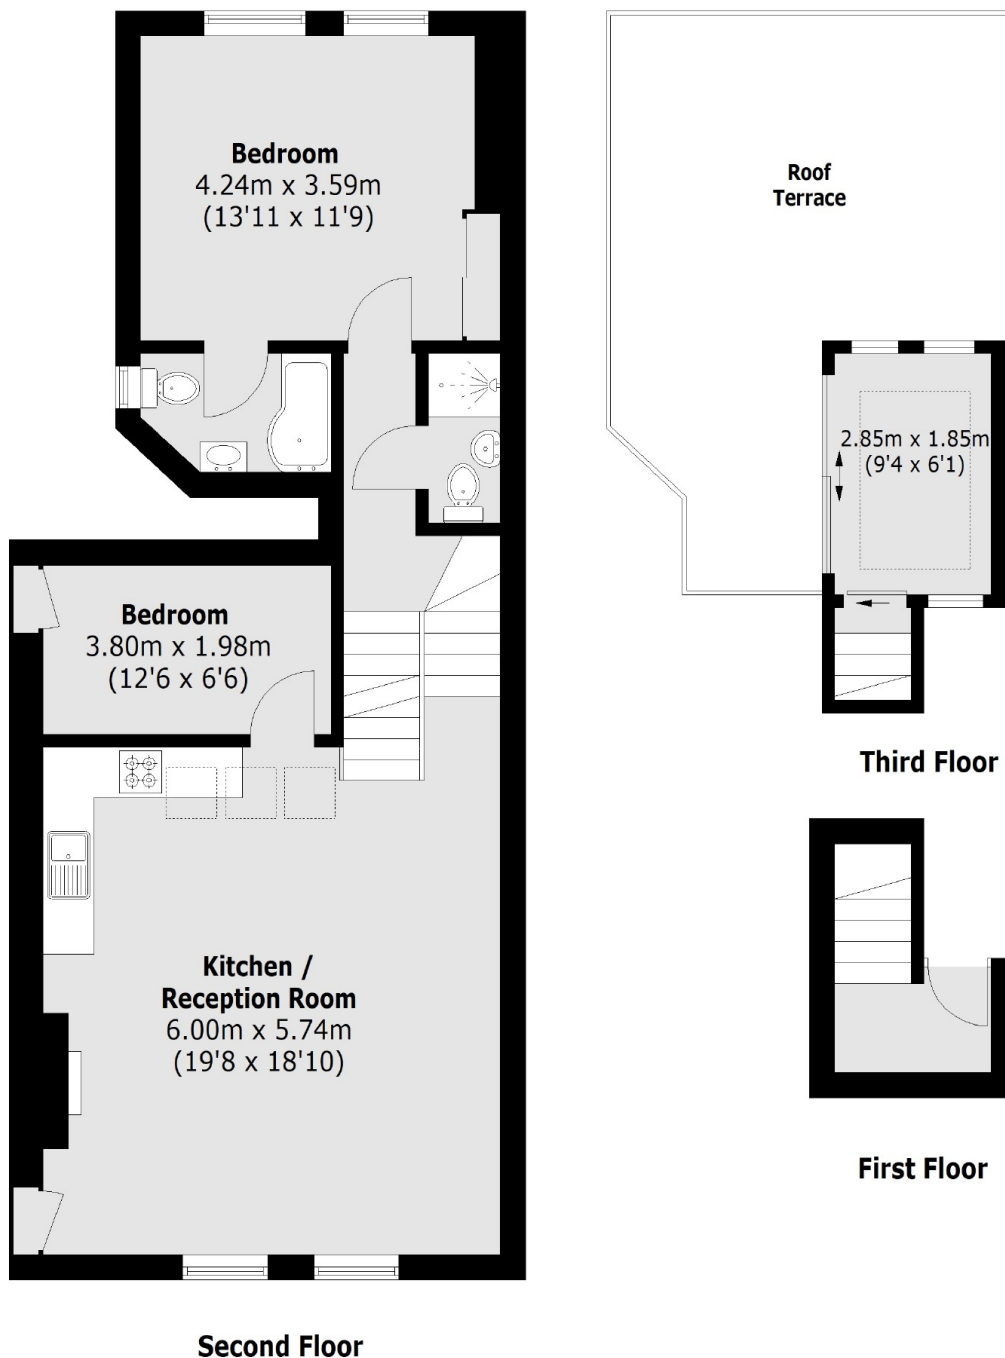 Bedroom
4.24m x 3.59m
(13'11 x 11'9)
Roof
Terrace
2.85m x 1.85m
(9'4 x 6'1)
Bedroom
3.80m x 1.98m
(12'6 x 6'6)
Third Floor
Kitchen /
Reception Room
6.00m x 5.74m
(19'8 x 18'10)
First Floor
Second Floor